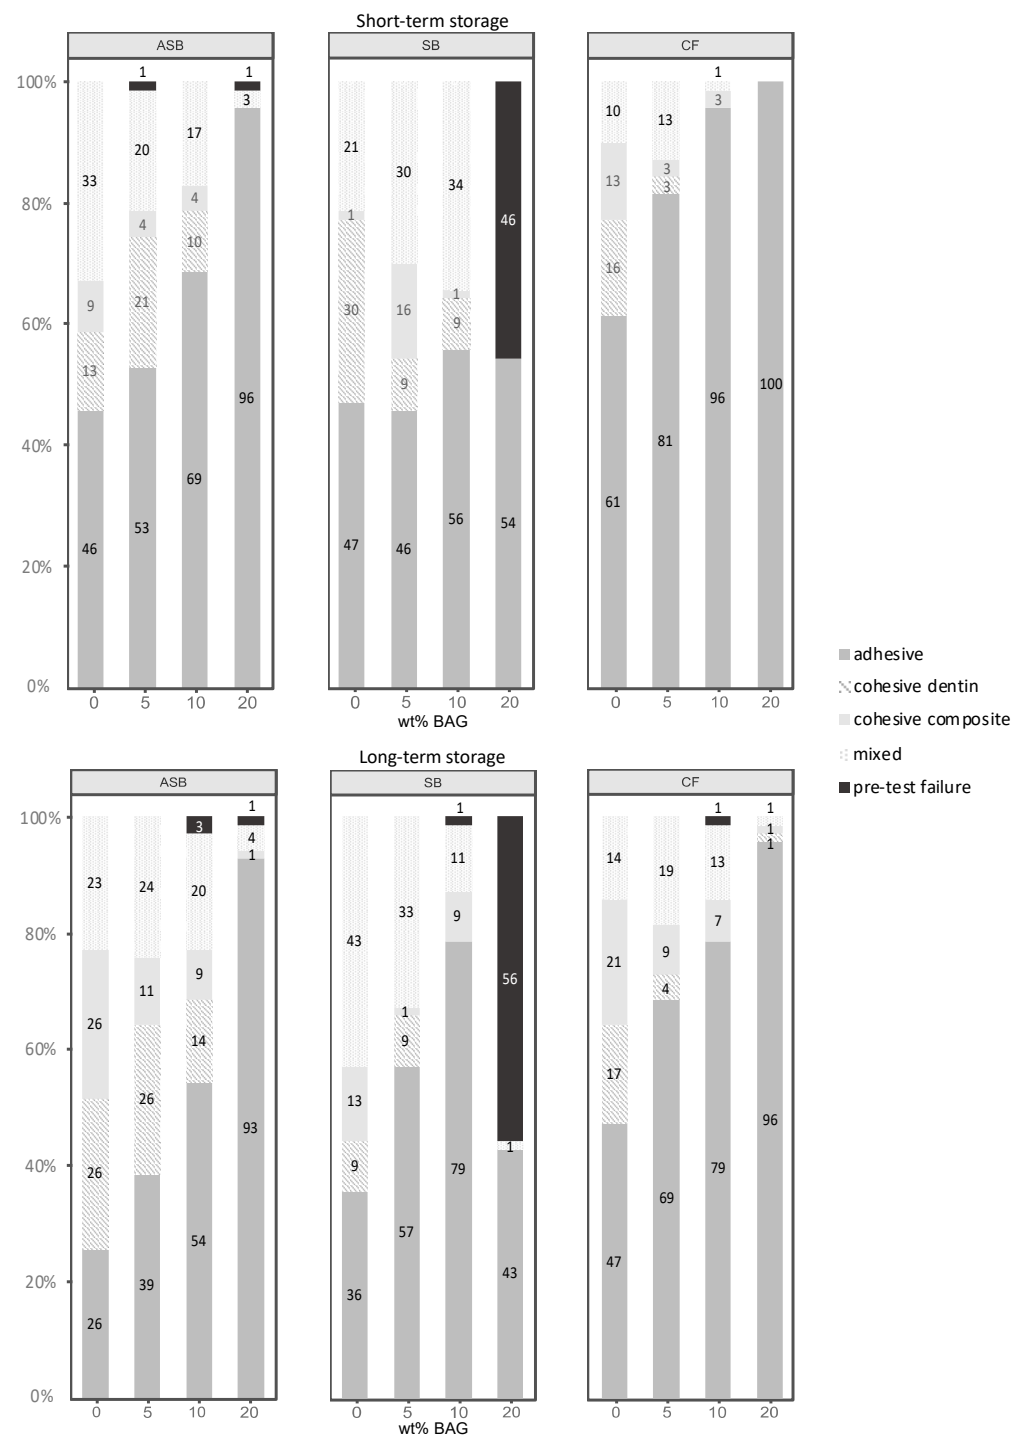 Short-term storage
ASB SB CF
1 1 1
100%
3 3
10
17 13
21
20
30
33 34
4 3
13 3
80%
4 1 46
10
16
21 30 16
9 1
9
60%
13 9
100
96 96
40%
81
69
61
56
53 54
46 47 46
20%
0%
0 5 10 20 0 5 10 20 0 5 10 20
wt% BAG
adhesive
cohesive dentin
cohesive composite
mixed
pre-test failure
Long-term storage
ASB SB CF
1 1 1 1
100%
3 1
4 1
1
23 24 20 11 14 19 13
33
9 7
80%
43 9
9 21
11 56
26 1
14 9 4
60%
17
26 13
93 96
26 9 1
40%
79 79
69
57
54
47
39 43
36
20%
26
0%
0 5 10 20 0 5 10 20 0 5 10 20
wt% BAG